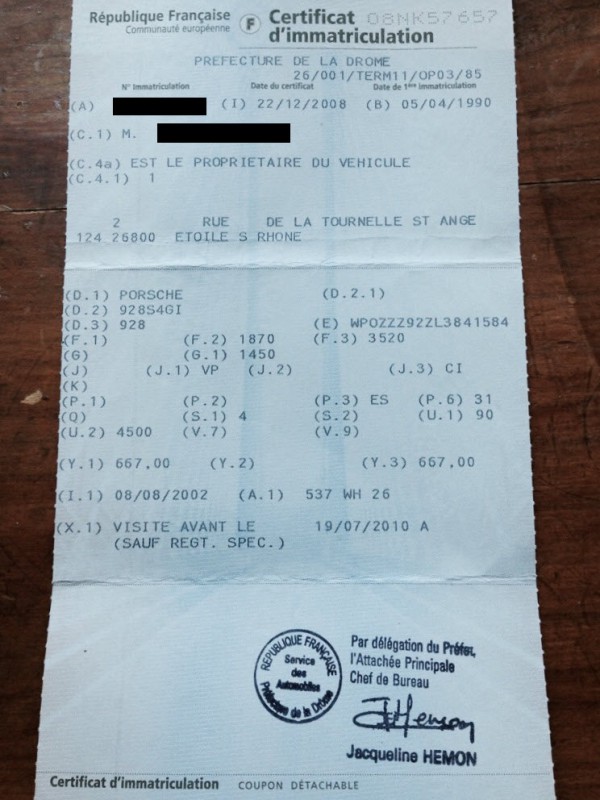 République Française
Communauté européenne
F
Certificat
d'immatriculation
08NK57657
PREFECTURE DE LA DROME
26/001/TERM11/OP03/85
N° Immatriculation Date du certificat Date de 1ère immatriculation
(A) (I) 22/12/2008 (B) 05/04/1990
(C.1) M.
(C.4a) EST LE PROPRIETAIRE DU VEHICULE
(C.4.1) 1
2 RUE DE LA TOURNELLE ST ANGE
124 26800 ETOILE S RHONE
(D.1) PORSCHE (D.2.1)
(D.2) 928S4GI
(D.3) 928 (E) WPOZZZ92ZL3841584
(F.1) (F.2) 1870 (F.3) 3520
(G) (G.1) 1450
(J) (J.1) VP (J.2) (J.3) CI
(K)
(P.1) (P.2) (P.3) ES (P.6) 31
(Q) (S.1) 4 (S.2) (U.1) 90
(U.2) 4500 (V.7) (V.9)
(Y.1) 667,00 (Y.2) (Y.3) 667,00
(I.1) 08/08/2002 (A.1) 537 WH 26
(X.1) VISITE AVANT LE 19/07/2010 A
(SAUF REGT. SPEC.)
REPUBLIQUE FRANÇAISE
Service
des
Automobiles
Préfecture de la Drôme
Par délégation du Préfet,
l'Attachée Principale
Chef de Bureau
JHemon
Jacqueline HEMON
Certificat d'immatriculation COUPON DÉTACHABLE